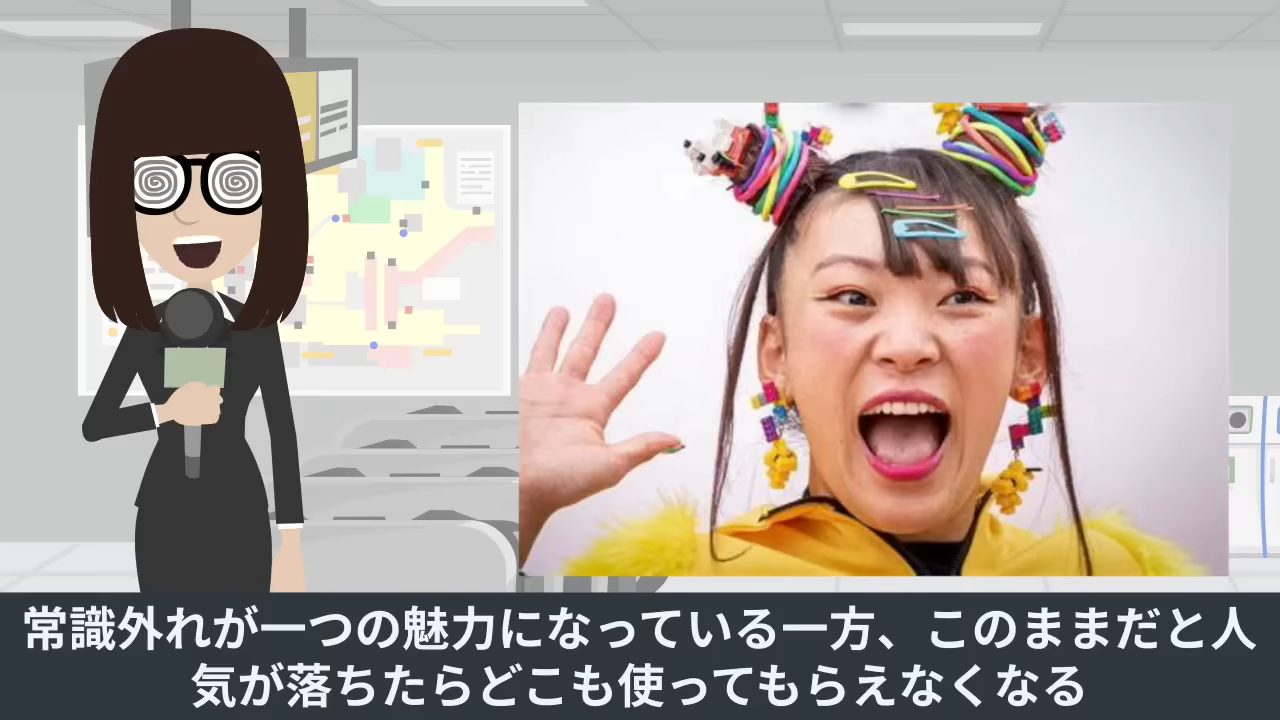 常識外れが一つの魅力になっている一方、このままだと人
気が落ちたらどこも使ってもらえなくなる